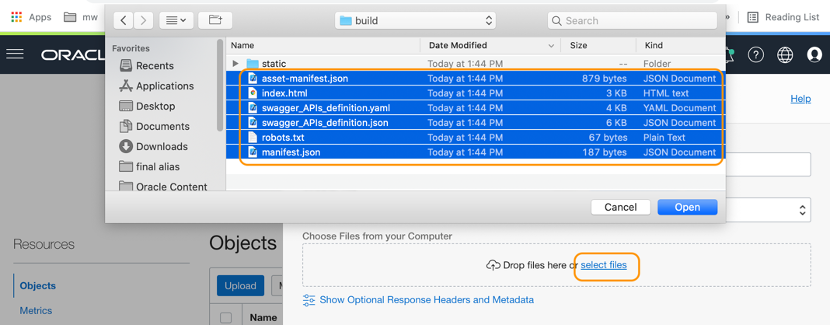 Apps
mw
build
Search
»
Reading List
ORACLE
Favorites
Recents
Applications
Desktop
Documents
Downloads
final alias
Oracle Content
Name Date Modified Size Kind
static Today at 1:44 PM -- Folder
asset-manifest.json Today at 1:44 PM 879 bytes JSON Document
index.html Today at 1:44 PM 3 KB HTML text
swagger_APIs_definition.yaml Today at 1:44 PM 4 KB YAML Document
swagger_APIs_definition.json Today at 1:44 PM 6 KB JSON Document
robots.txt Today at 1:44 PM 67 bytes Plain Text
manifest.json Today at 1:44 PM 187 bytes JSON Document
Cancel Open
Help
Resources
Objects
Metrics
Objects
Upload
Name
Choose Files from your Computer
Drop files here or select files
Show Optional Response Headers and Metadata